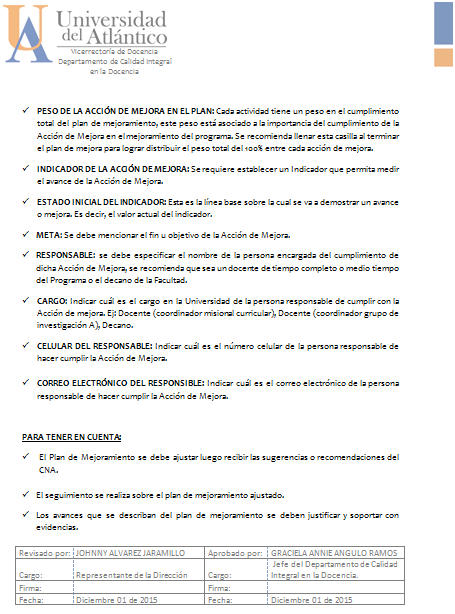 Universidad
del Atlántico
Vicerrectoría de Docencia
Departamento de Calidad Integral
en la Docencia
✓ PESO DE LA ACCIÓN DE MEJORA EN EL PLAN: Cada actividad tiene un peso en el cumplimiento
total del plan de mejoramiento, este peso está asociado a la importancia del cumplimiento de la
Acción de Mejora en el mejoramiento del programa. Se recomienda llenar esta casilla al terminar
el plan de mejora para lograr distribuir el peso total del 100% entre cada acción de mejora.
✓ INDICADOR DE LA ACCIÓN DE MEJORA: Se requiere establecer un Indicador que permita medir
el avance de la Acción de Mejora.
✓ ESTADO INICIAL DEL INDICADOR: Esta es la línea base sobre la cual se va a demostrar un avance
o mejora. Es decir, el valor actual del indicador.
✓ META: Se debe mencionar el fin u objetivo de la Acción de Mejora.
✓ RESPONSABLE: se debe especificar el nombre de la persona encargada del cumplimiento de
dicha Acción de Mejora, se recomienda que sea un docente de tiempo completo o medio tiempo
del Programa o el decano de la Facultad.
✓ CARGO: Indicar cuál es el cargo en la Universidad de la persona responsable de cumplir con la
Acción de mejora. Ej: Docente (coordinador misional curricular), Docente (coordinador grupo de
investigación A), Decano.
✓ CELULAR DEL RESPONSABLE: Indicar cuál es el número celular de la persona responsable de
hacer cumplir la Acción de Mejora.
✓ CORREO ELECTRÓNICO DEL RESPONSIBLE: Indicar cuál es el correo electrónico de la persona
responsable de hacer cumplir la Acción de Mejora.
PARA TENER EN CUENTA:
✓ El Plan de Mejoramiento se debe ajustar luego recibir las sugerencias o recomendaciones del
CNA.
✓ El seguimiento se realiza sobre el plan de mejoramiento ajustado.
✓ Los avances que se describan del plan de mejoramiento se deben justificar y soportar con
evidencias.
Revisado por: JOHNNY ALVAREZ JARAMILLO Aprobado por: GRACIELA ANNIE ANGULO RAMOS
Jefe del Departamento de Calidad
Cargo: Representante de la Dirección Cargo: Integral en la Docencia.
Firma: Firma:
Fecha: Diciembre 01 de 2015 Fecha: Diciembre 01 de 2015